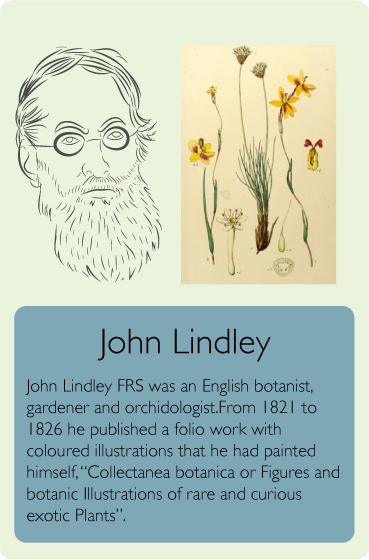 John Lindley
John Lindley FRS was an English botanist,
gardener and orchidologist.From 1821 to
1826 he published a folio work with
coloured illustrations that he had painted
himself,“Collectanea botanica or Figures and
botanic Illustrations of rare and curious
exotic Plants”.